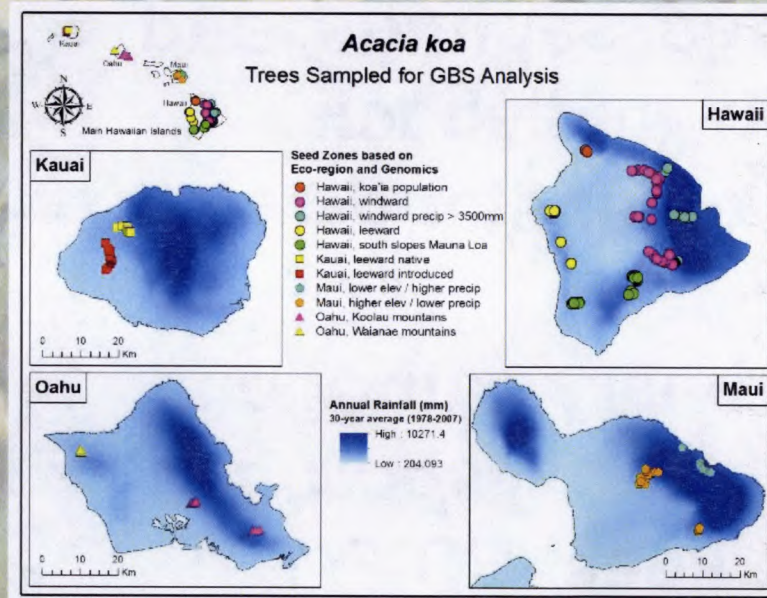 Acacia koa
Trees Sampled for GBS Analysis
Kauai
Oahu
Maui
Hawaii
N
W
E
S
Main Hawaiian Islands
Hawaii
Kauai
Seed Zones based on
Eco-region and Genomics
Hawaii, koa'ia population
Hawaii, windward
Hawaii, windward precip > 3500mm
Hawaii, leeward
Hawaii, south slopes Mauna Loa
Kauai, leeward native
Kauai, leeward introduced
Maui, lower elev / higher precip
Maui, higher elev / lower precip
Oahu, Koolau mountains
Oahu, Waianae mountains
0 10 20
Km
0 10 20
Km
Oahu
Annual Rainfall (mm)
30-year average (1978-2007)
High : 10271.4
Low : 204.093
Maui
0 10 20
Km
0 10 20
Km